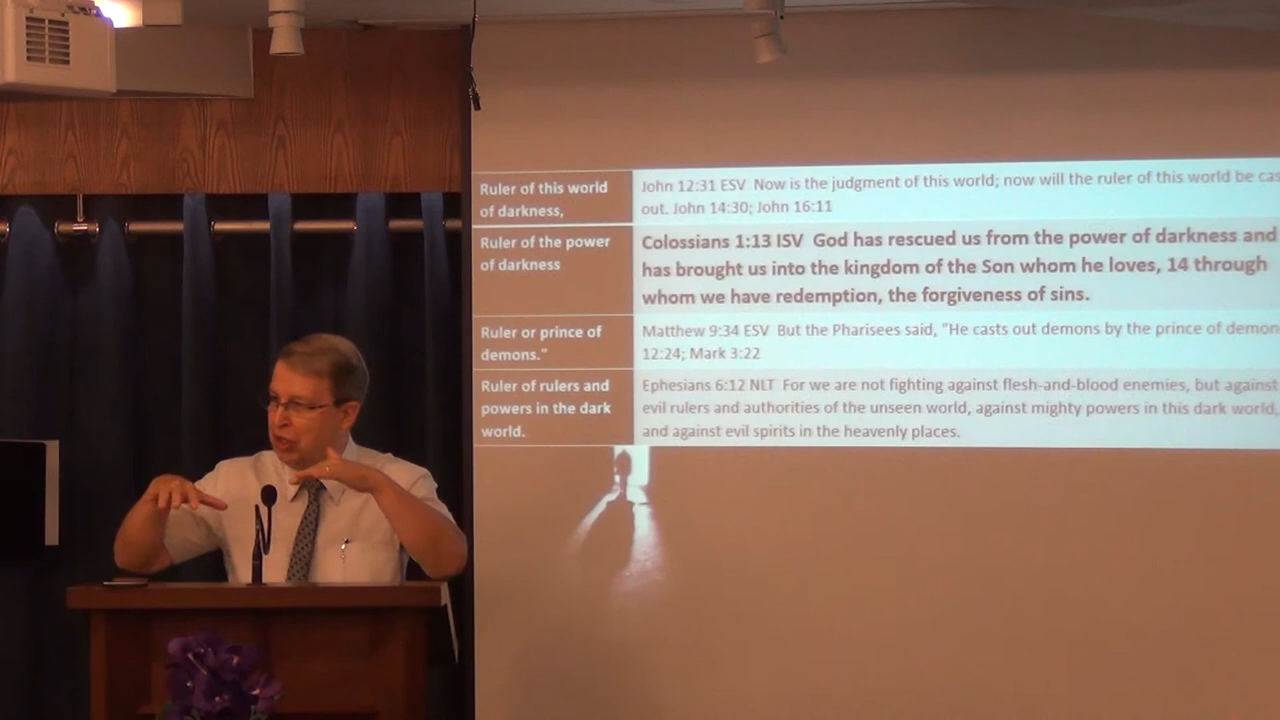 Ruler of this world
of darkness,
John 12:31 ESV Now is the judgment of this world; now will the ruler of this world be cas
out. John 14:30; John 16:11
Ruler of the power
of darkness
Colossians 1:13 ISV God has rescued us from the power of darkness and
has brought us into the kingdom of the Son whom he loves, 14 through
whom we have redemption, the forgiveness of sins.
Ruler or prince of
demons."
Matthew 9:34 ESV But the Pharisees said, "He casts out demons by the prince of demon
12:24; Mark 3:22
Ruler of rulers and
powers in the dark
world.
Ephesians 6:12 NLT For we are not fighting against flesh-and-blood enemies, but against
evil rulers and authorities of the unseen world, against mighty powers in this dark world,
and against evil spirits in the heavenly places.